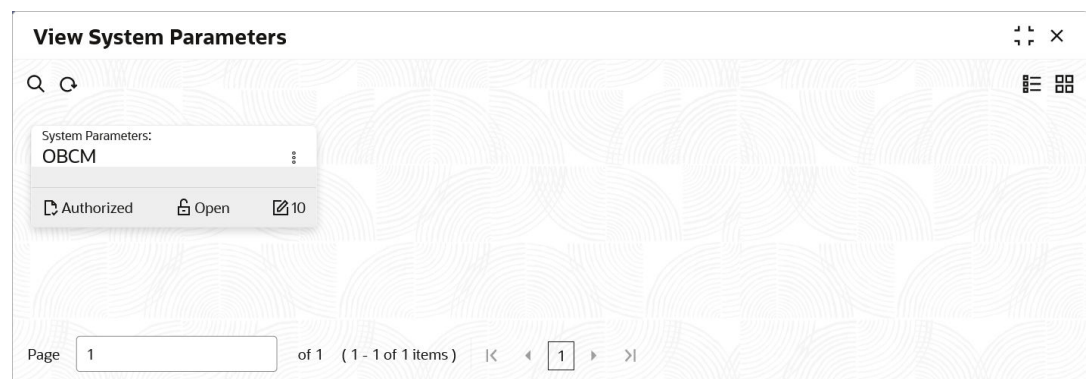 View System Parameters
System Parameters:
OBCM
Authorized Open 10
Page 1 of 1 ( 1 - 1 of 1 items ) 1